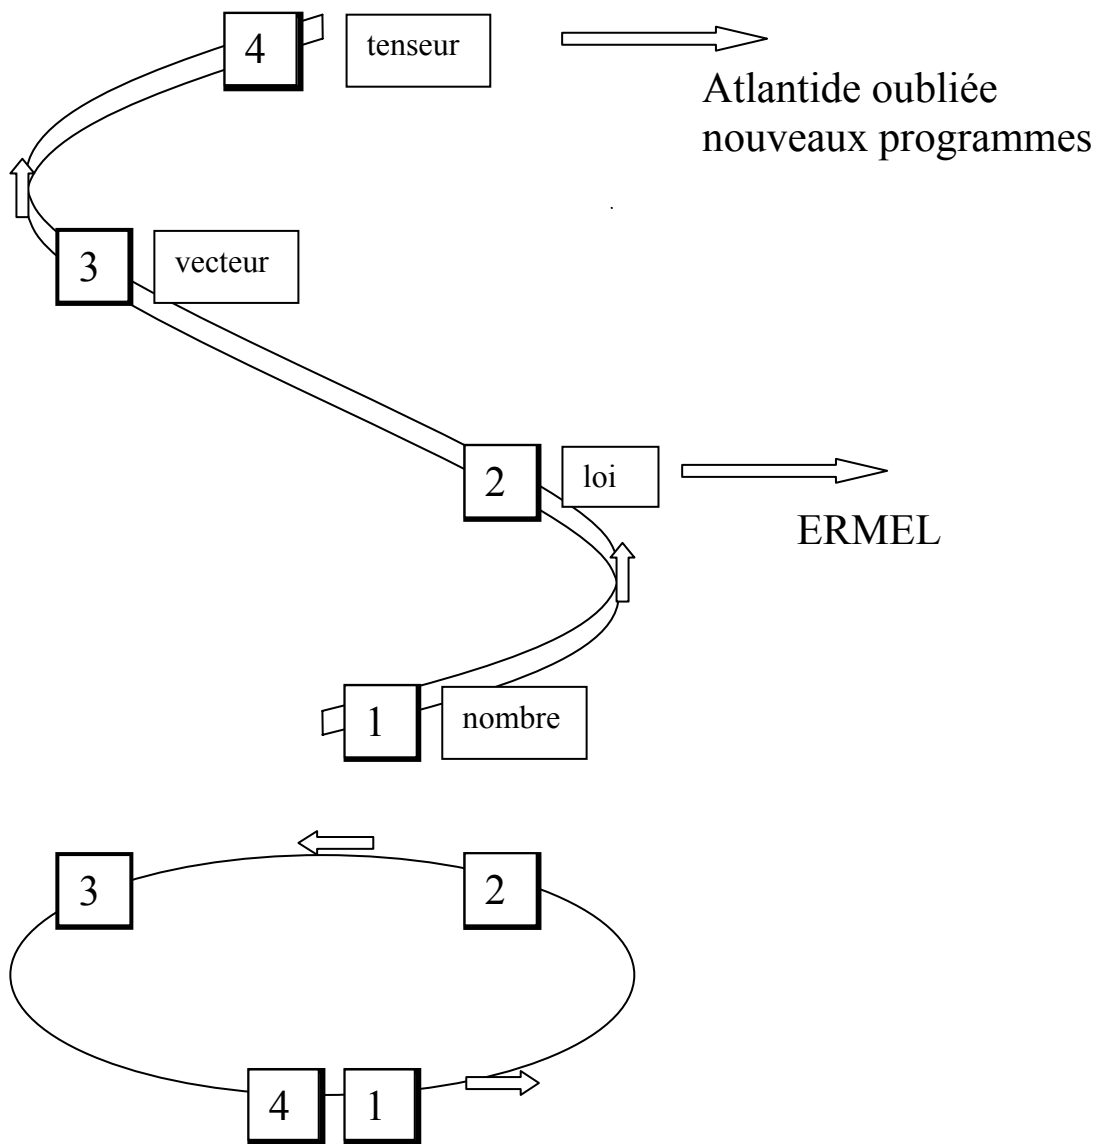 4 tenseur
Atlantide oubliée
nouveaux programmes
3 vecteur
2 loi
ERMEL
1 nombre
3 2
4 1